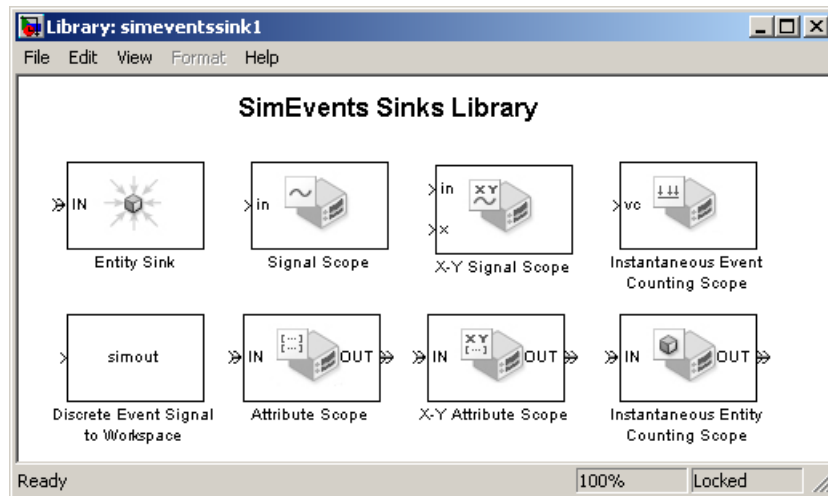 Library: simeventssink1
File Edit View Format Help
SimEvents Sinks Library
IN
Entity Sink
in
Signal Scope
in
x
XY
X-Y Signal Scope
vc
Instantaneous Event
Counting Scope
simout
Discrete Event Signal
to Workspace
IN [...] [...] OUT
Attribute Scope
IN XY [...] OUT
X-Y Attribute Scope
IN OUT
Instantaneous Entity
Counting Scope
Ready 100% Locked